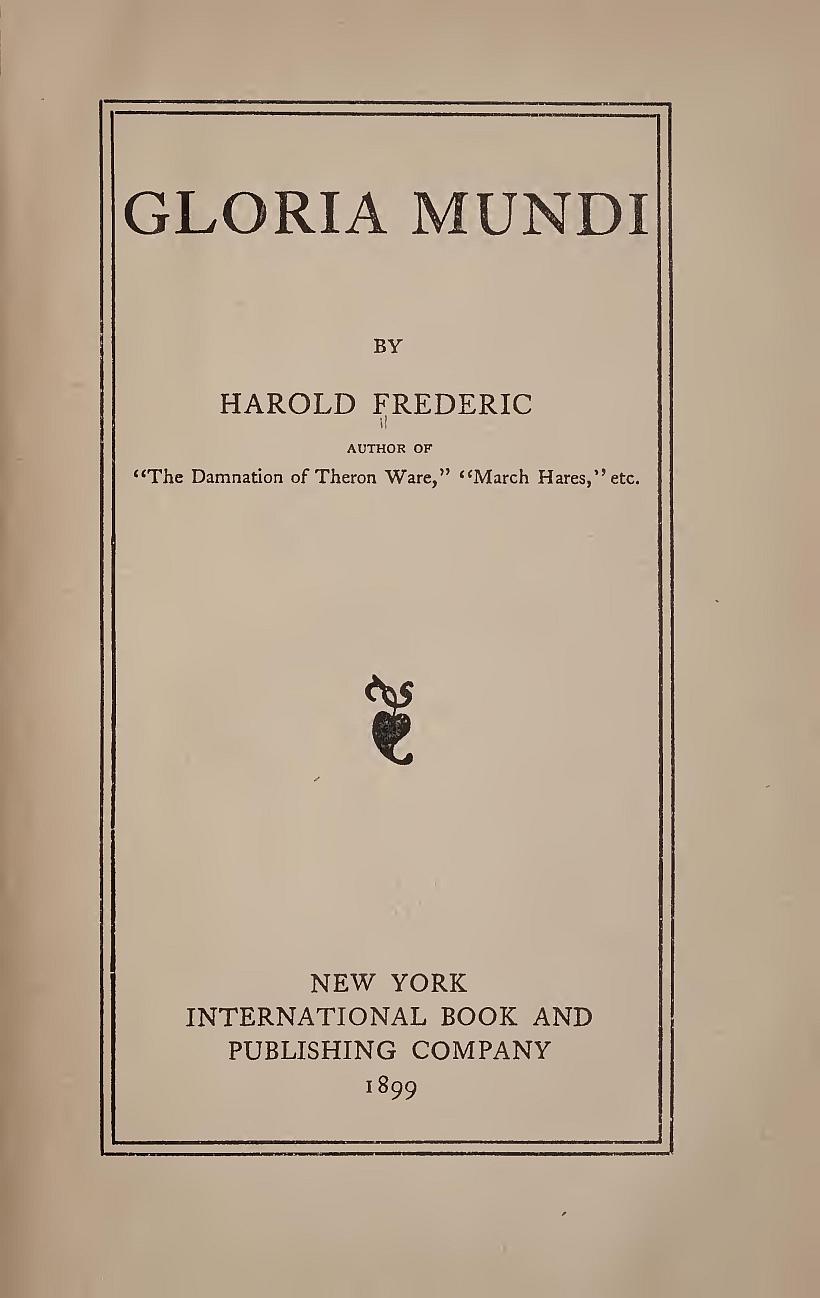 GLORIA MUNDI
BY
HAROLD FREDERIC
AUTHOR OF
“The Damnation of Theron Ware,” “March Hares,” etc.
NEW YORK
INTERNATIONAL BOOK AND
PUBLISHING COMPANY
1899